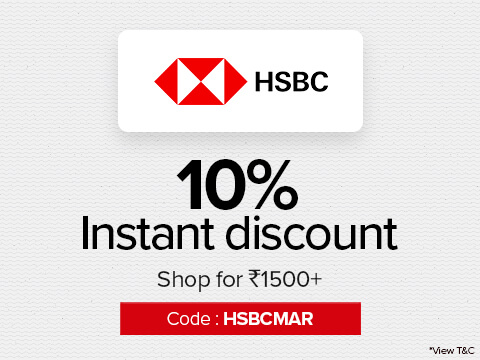 HSBC
10%
Instant discount
Shop for ₹1500+
Code : HSBCMAR
*View T&C